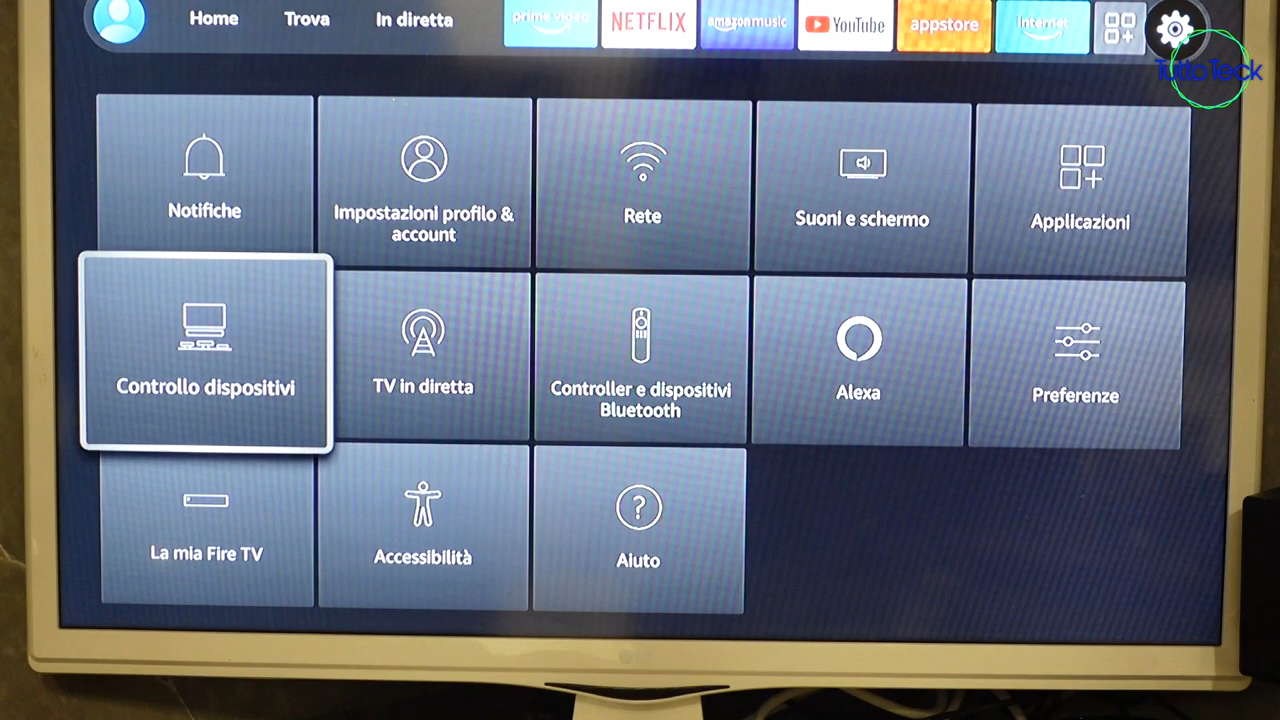 Home
Trova
In diretta
prime video
NETFLIX
amazon music
YouTube
appstore
internet
TuttoTeck
Notifiche
Impostazioni profilo &
account
Rete
Suoni e schermo
Applicazioni
Controllo dispositivi
TV in diretta
Controller e dispositivi
Bluetooth
Alexa
Preferenze
La mia Fire TV
Accessibilità
?
Aiuto